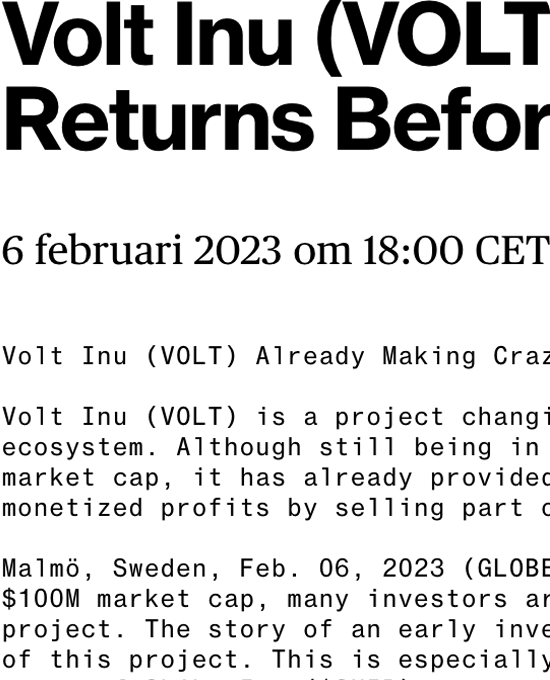 Volt Inu (VOLT
Returns Befor
6 februari 2023 om 18:00 CET
Volt Inu (VOLT) Already Making Craz
Volt Inu (VOLT) is a project changi
ecosystem. Although still being in
market cap, it has already provided
monetized profits by selling part o
Malmö, Sweden, Feb. 06, 2023 (GLOBE
$100M market cap, many investors ar
project. The story of an early inve
of this project. This is especially